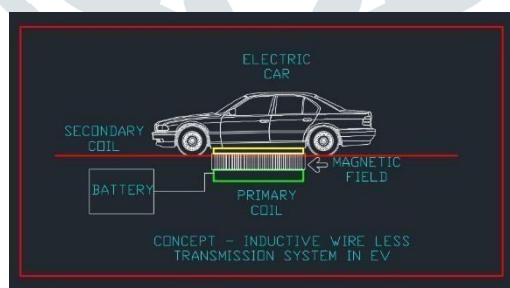 ELECTRIC
CAR
SECONDARY
COIL
MAGNETIC
FIELD
BATTERY
PRIMARY
COIL
CONCEPT - INDUCTIVE WIRE LESS
TRANSMISSION SYSTEM IN EV